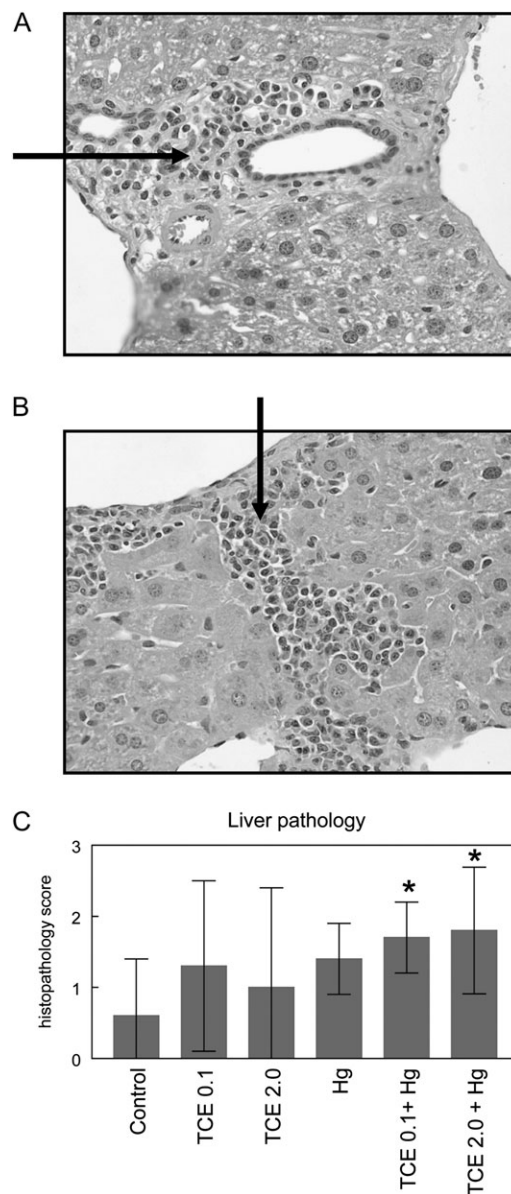 A
B
C
Liver pathology
histopathology score
3
2
1
0
*
*
Control
TCE 0.1
TCE 2.0
Hg
TCE 0.1+ Hg
TCE 2.0 + Hg